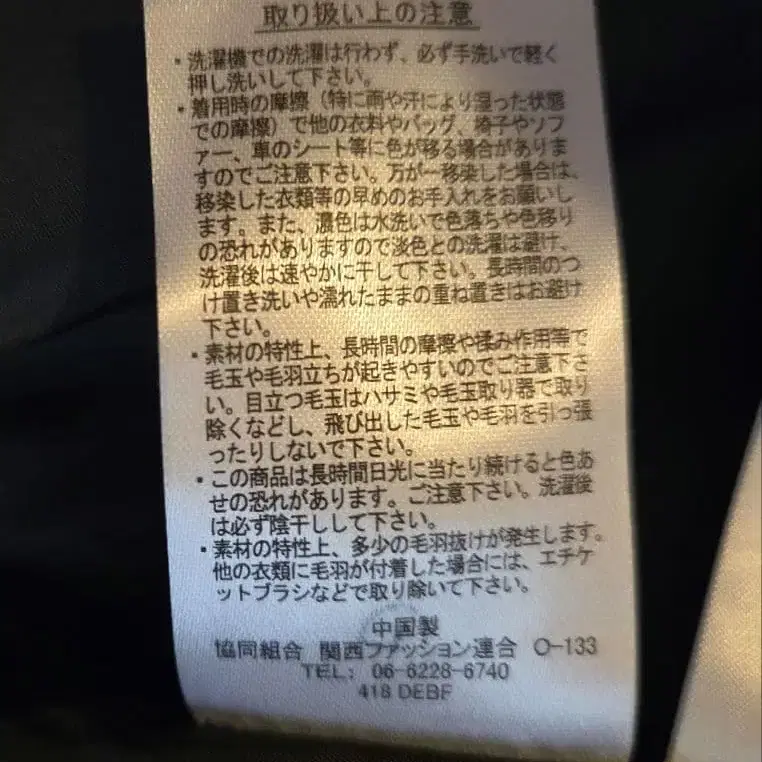 取り扱い上の注意
・洗濯機での洗濯は行わず、必ず手洗いで軽く
押し洗いして下さい。
・着用時の摩擦(特に雨や汗により湿った状態
での摩擦)で他の衣料やバッグ、椅子やソフ
ァー、車のシート等に色が移る場合がありま
すのでご注意下さい。万が一移染した場合は、
移染した衣類等の早めのお手入れをお願いし
ます。また、濃色は水洗いで色落ちや色移り
の恐れがありますので淡色との洗濯は避け、
洗濯後は速やかに干して下さい。長時間のつ
け置き洗いや濡れたままの重ね置きはお避け
下さい。
・素材の特性上、長時間の摩擦や揉み作用等で
毛玉や毛羽立ちが起きやすいのでご注意下さ
い。目立つ毛玉はハサミや毛玉取り器で取り
除くなどし、飛び出した毛玉や毛羽を引っ張
ったりしないで下さい。
・この商品は長時間日光に当たり続けると色あ
せの恐れがあります。ご注意下さい。洗濯後
は必ず陰干しして下さい。
・素材の特性上、多少の毛羽抜けが発生します。
他の衣類に毛羽が付着した場合には、エチケ
ットブラシなどで取り除いて下さい。
中国製
協同組合 関西ファッション連合 O-133
TEL: 06-6228-6740
418 DEBF